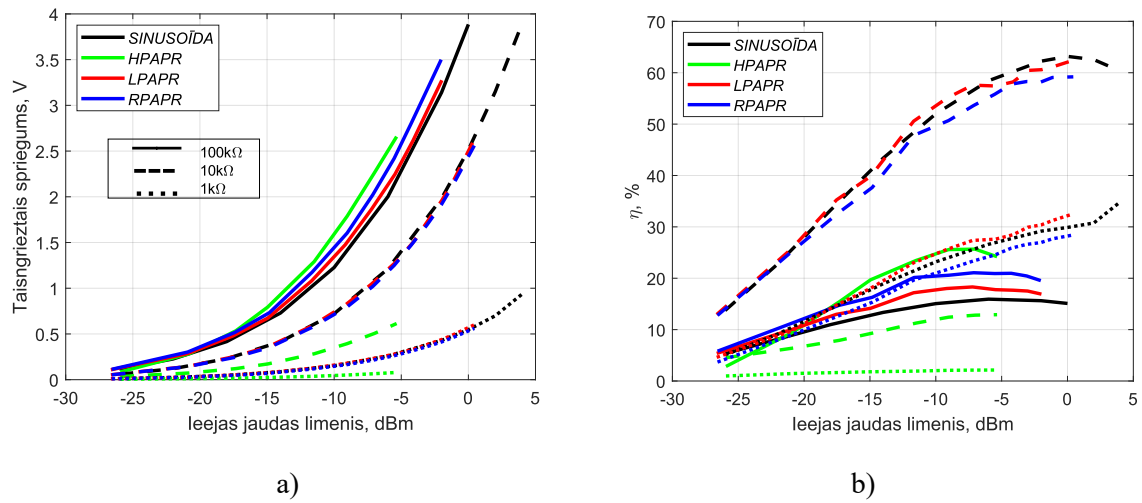 4
3.5
3
2.5
2
1.5
1
0.5
0
Taisngrieztais spriegums, V
SINUSOĪDA
HPAPR
LPAPR
RPAPR
100kΩ
10kΩ
1kΩ
-30 -25 -20 -15 -10 -5 0 5
Ieejas jaudas limenis, dBm
a)
70
60
50
40
30
20
10
0
η, %
SINUSOĪDA
HPAPR
LPAPR
RPAPR
-30 -25 -20 -15 -10 -5 0 5
Ieejas jaudas limenis, dBm
b)